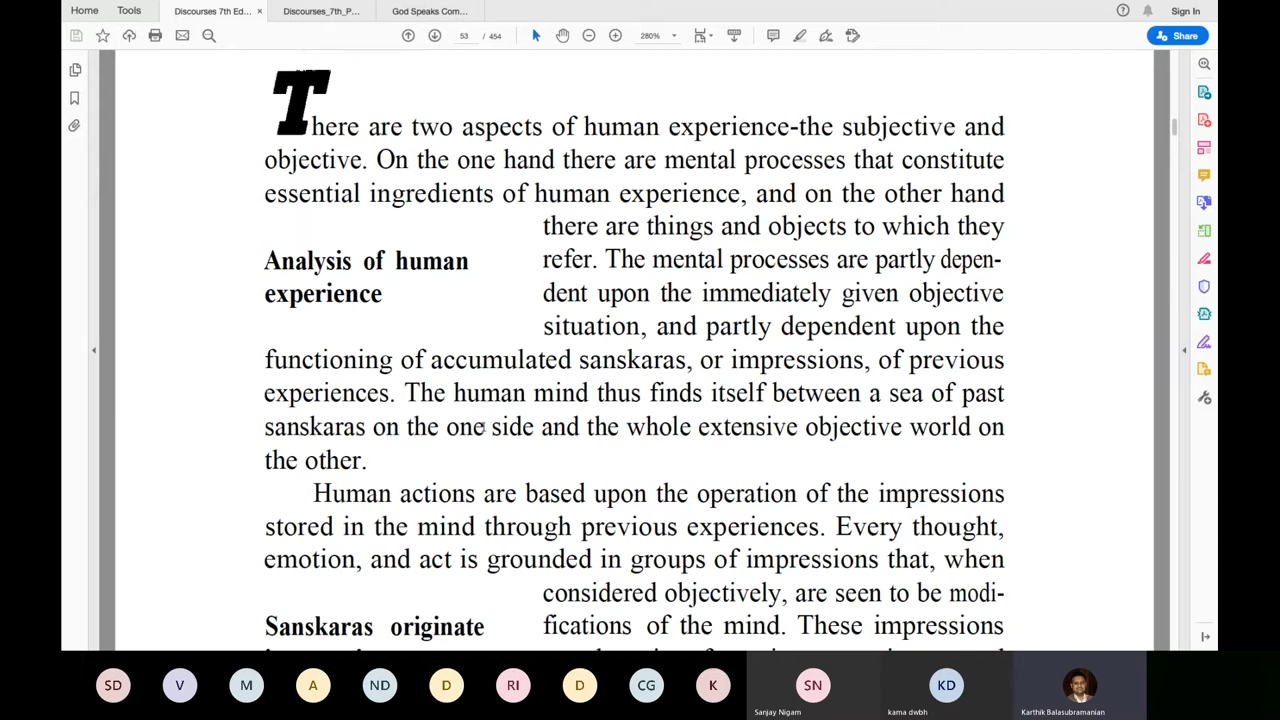 Home Tools Discourses 7th Ed... × Discourses_7th_P... God Speaks Com... Sign In
53 / 454 280% Share
There are two aspects of human experience-the subjective and
objective. On the one hand there are mental processes that constitute
essential ingredients of human experience, and on the other hand
there are things and objects to which they
Analysis of human
refer. The mental processes are partly depen-
experience
dent upon the immediately given objective
situation, and partly dependent upon the
functioning of accumulated sanskaras, or impressions, of previous
experiences. The human mind thus finds itself between a sea of past
sanskaras on the one side and the whole extensive objective world on
the other.
Human actions are based upon the operation of the impressions
stored in the mind through previous experiences. Every thought,
emotion, and act is grounded in groups of impressions that, when
considered objectively, are seen to be modi-
Sanskaras originate
fications of the mind. These impressions
SD V M A ND D RI D CG K SN KD
Sanjay Nigam kama dwbh Karthik Balasubramanian